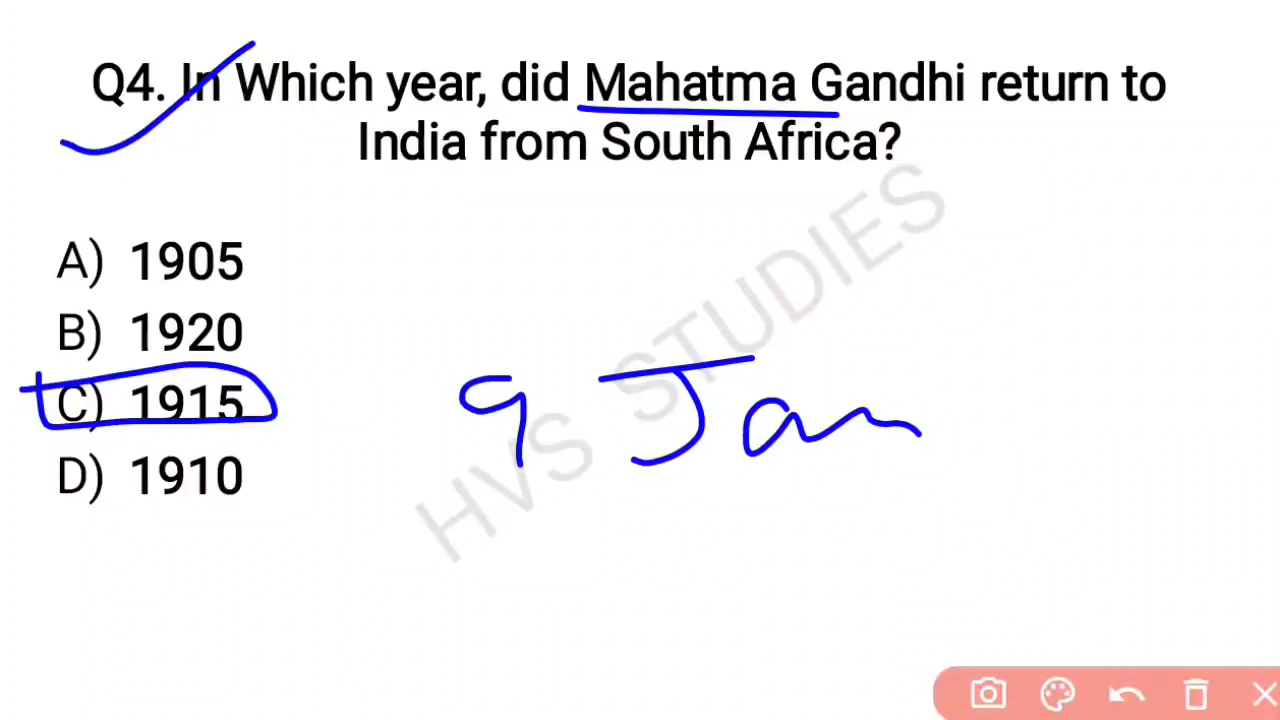 Q4. In Which year, did Mahatma Gandhi return to
India from South Africa?
A) 1905
B) 1920
C) 1915
D) 1910
9 Jan
HVS STUDIES